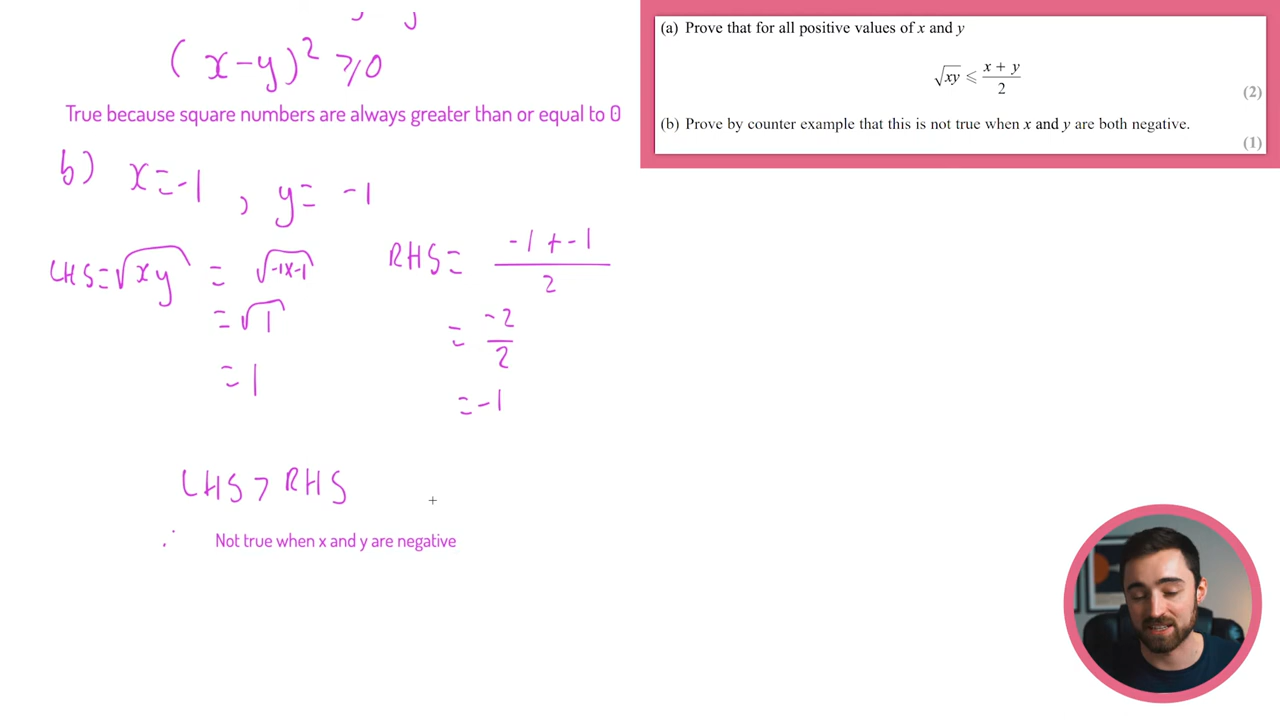 (x-y)² ⩾ 0
True because square numbers are always greater than or equal to 0
b) x = -1 , y = -1
LHS = √xy = √-1x-1
= √1
= 1
RHS = (-1 + -1)/2
= -2/2
= -1
LHS > RHS
∴ Not true when x and y are negative
(a) Prove that for all positive values of x and y
√xy ⩽ (x + y)/2
(2)
(b) Prove by counter example that this is not true when x and y are both negative.
(1)